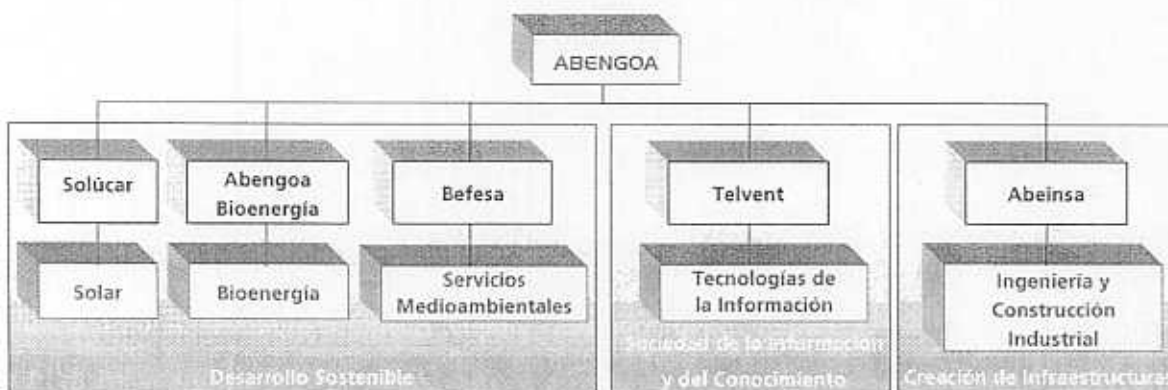 ABENGOA
Solúcar
Abengoa
Bioenergía
Befesa
Telvent
Abeinsa
Solar
Bioenergía
Servicios
Medioambientales
Tecnologías de
la Información
Ingeniería y
Construcción
Industrial
Desarrollo Sostenible
Sociedad de la Información
y del Conocimiento
Creación de Infraestructuras